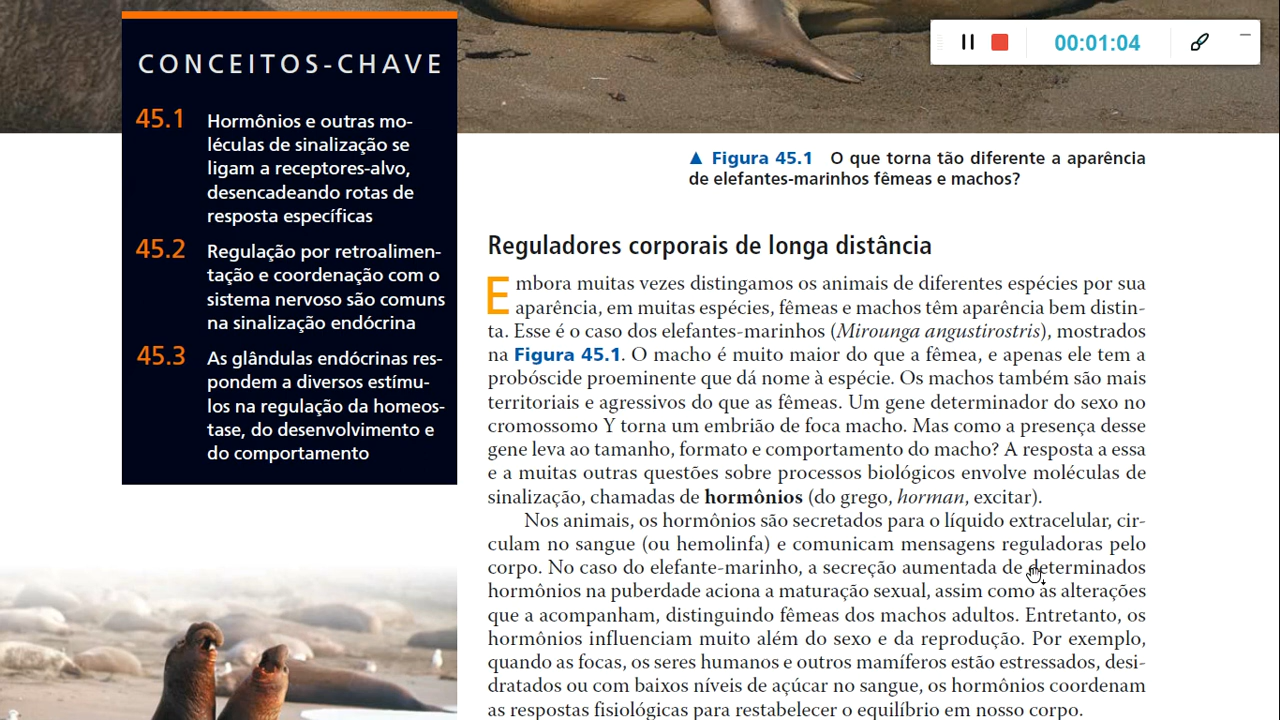 CONCEITOS-CHAVE
45.1 Hormônios e outras mo-
léculas de sinalização se
ligam a receptores-alvo,
desencadeando rotas de
resposta específicas
45.2 Regulação por retroalimen-
tação e coordenação com o
sistema nervoso são comuns
na sinalização endócrina
45.3 As glândulas endócrinas res-
pondem a diversos estímu-
los na regulação da homeos-
tase, do desenvolvimento e
do comportamento
00:01:04
▲ Figura 45.1 O que torna tão diferente a aparência
de elefantes-marinhos fêmeas e machos?
Reguladores corporais de longa distância
Embora muitas vezes distingamos os animais de diferentes espécies por sua
aparência, em muitas espécies, fêmeas e machos têm aparência bem distin-
ta. Esse é o caso dos elefantes-marinhos (Mirounga angustirostris), mostrados
na Figura 45.1. O macho é muito maior do que a fêmea, e apenas ele tem a
probóscide proeminente que dá nome à espécie. Os machos também são mais
territoriais e agressivos do que as fêmeas. Um gene determinador do sexo no
cromossomo Y torna um embrião de foca macho. Mas como a presença desse
gene leva ao tamanho, formato e comportamento do macho? A resposta a essa
e a muitas outras questões sobre processos biológicos envolve moléculas de
sinalização, chamadas de hormônios (do grego, horman, excitar).
Nos animais, os hormônios são secretados para o líquido extracelular, cir-
culam no sangue (ou hemolinfa) e comunicam mensagens reguladoras pelo
corpo. No caso do elefante-marinho, a secreção aumentada de determinados
hormônios na puberdade aciona a maturação sexual, assim como as alterações
que a acompanham, distinguindo fêmeas dos machos adultos. Entretanto, os
hormônios influenciam muito além do sexo e da reprodução. Por exemplo,
quando as focas, os seres humanos e outros mamíferos estão estressados, desi-
dratados ou com baixos níveis de açúcar no sangue, os hormônios coordenam
as respostas fisiológicas para restabelecer o equilíbrio em nosso corpo.